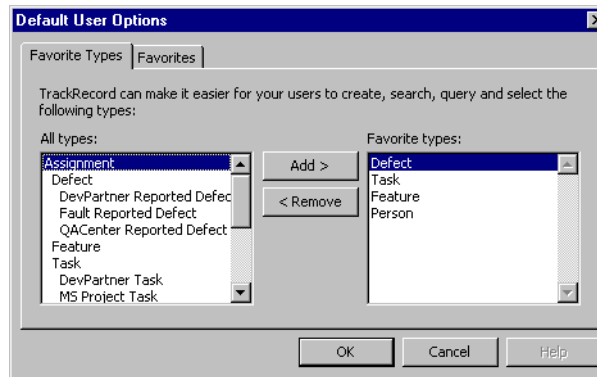 Default User Options
Favorite Types
Favorites
TrackRecord can make it easier for your users to create, search, query and select the
following types:
All types:
Assignment
Defect
DevPartner Reported Defec
Fault Reported Defect
QACenter Reported Defect
Feature
Task
DevPartner Task
MS Project Task
Add >
< Remove
Favorite types:
Defect
Task
Feature
Person
OK
Cancel
Help